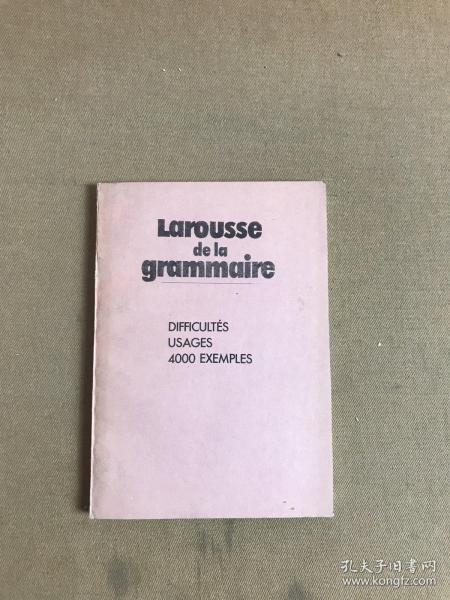 Larousse
de la
grammaire
DIFFICULTÉS
USAGES
4000 EXEMPLES
孔夫子旧书网
www.kongfz.com